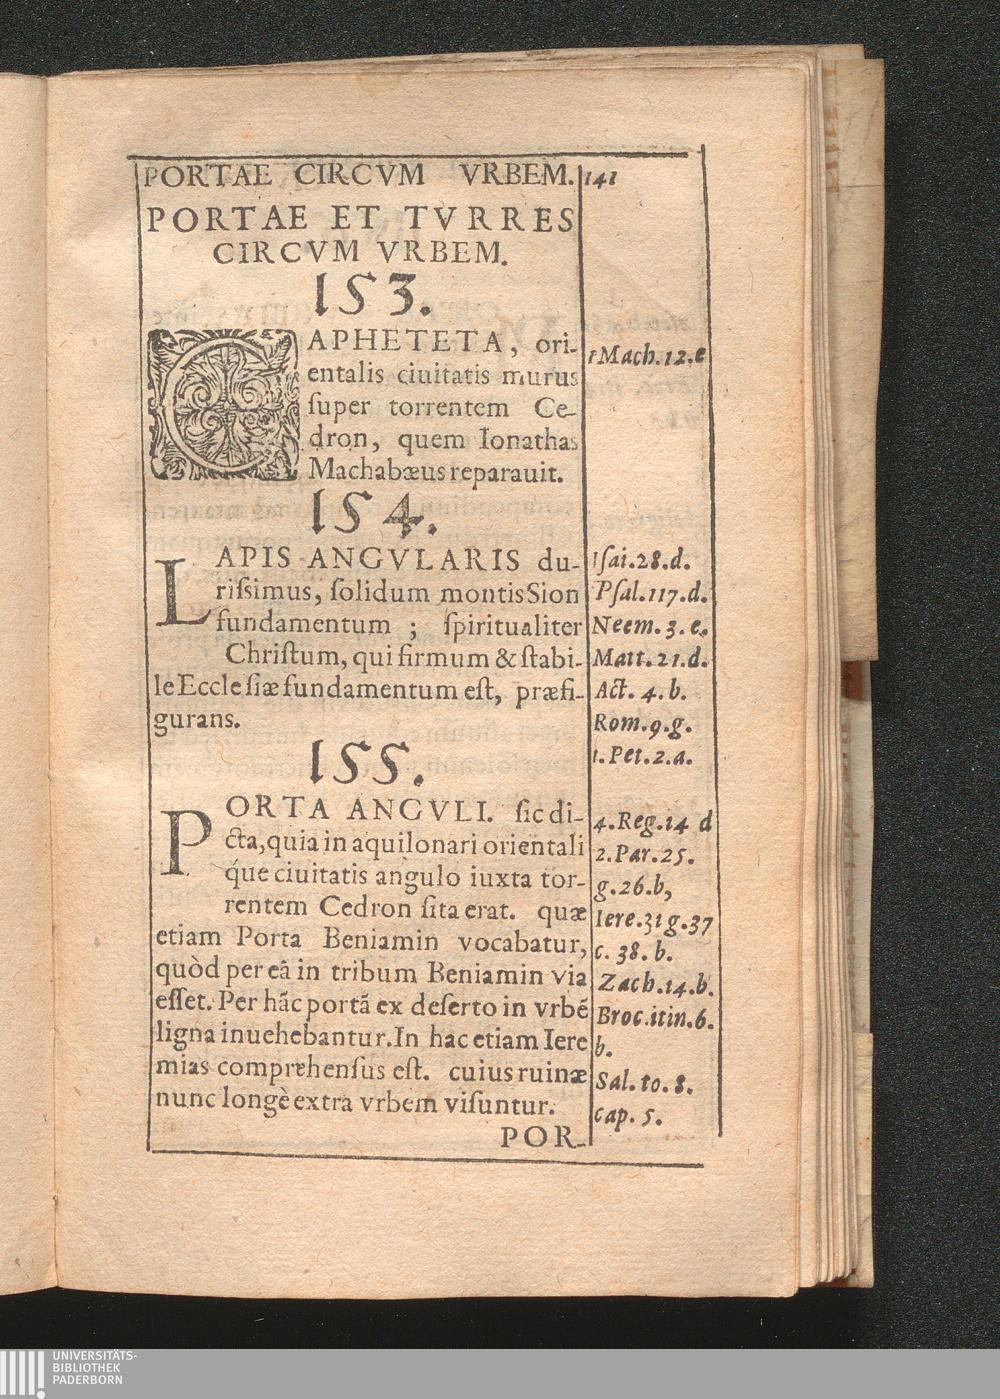 PORTAE CIRCVM VRBEM. 141
PORTAE ET TVRRES
CIRCVM VRBEM.
153.
CAPHETETA, ori-
entalis ciuitatis murus
ſuper torrentem Ce-
dron, quem Ionathas
Machabæus reparauit.
1 Mach. 12. e
154.
LAPIS ANGVLARIS du-
riſsimus, ſolidum montis Sion
fundamentum ; ſpiritualiter
Chriſtum, qui firmum & ſtabi-
le Eccleſiæ fundamentum eſt, præfi-
gurans.
Iſai. 28. d.
Pſal. 117. d.
Neem. 3. e.
Matt. 21. d.
Act. 4. b.
Rom. 9. g.
1. Pet. 2. a.
155.
PORTA ANGVLI. ſic di-
cta, quia in aquilonari orientali
q́ue ciuitatis angulo iuxta tor-
rentem Cedron ſita erat. quæ
etiam Porta Beniamin vocabatur,
quòd per eã in tribum Beniamin via
eſſet. Per hãc portã ex deſerto in vrbẽ
ligna inuehebantur. In hac etiam Iere
mias comprehenſus eſt. cuius ruinæ
nunc longè extra vrbem viſuntur.
POR-
4. Reg. 14 d
2. Par. 25.
g. 26. b,
Iere. 31 g. 37
c. 38. b.
Zach. 14. b.
Broc. itin. 6.
b.
Sal. to. 8.
cap. 5.
UNIVERSITÄTS-
BIBLIOTHEK
PADERBORN